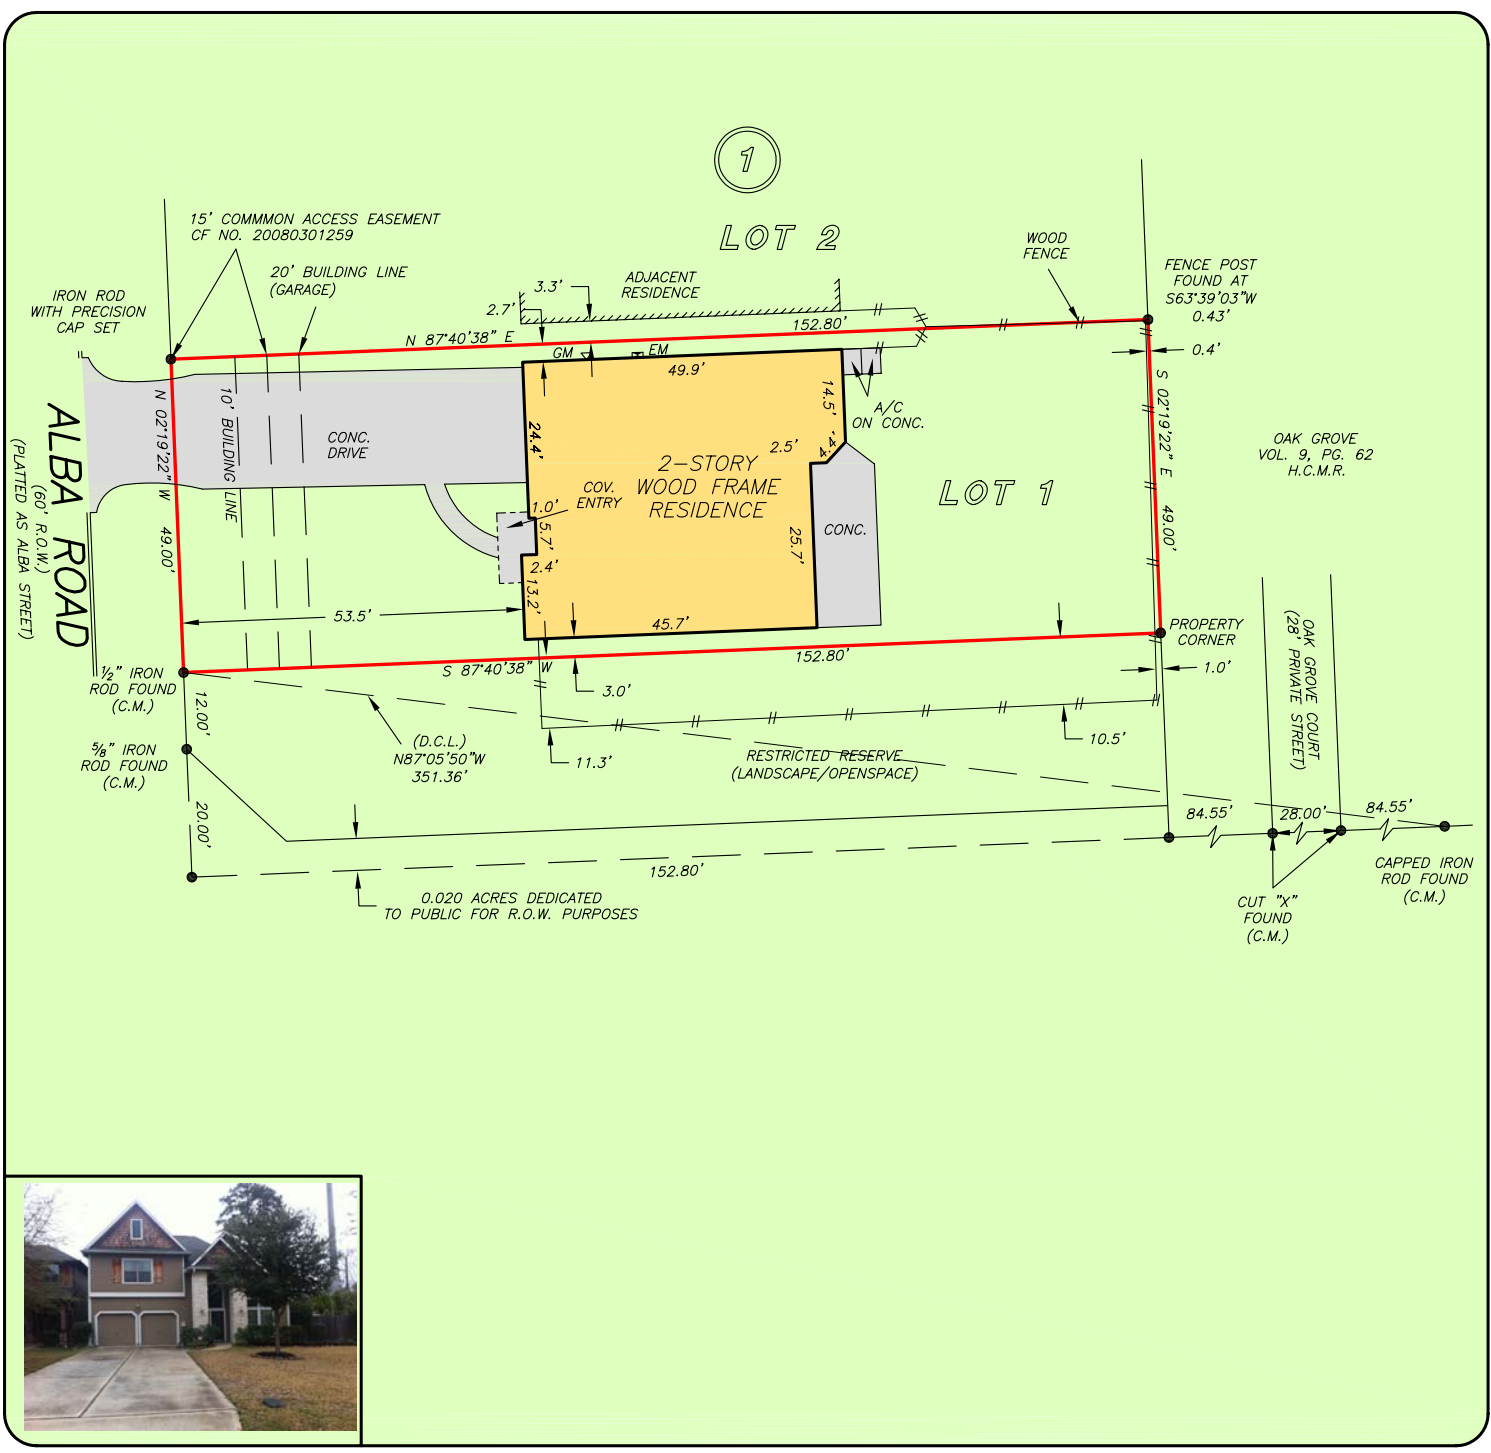 1
LOT 2
15' COMMMON ACCESS EASEMENT
CF NO. 20080301259
WOOD
FENCE
FENCE POST
FOUND AT
S63°39'03"W
0.43'
20' BUILDING LINE
(GARAGE)
3.3'
ADJACENT
RESIDENCE
IRON ROD
WITH PRECISION
CAP SET
2.7'
N 87°40'38" E
152.80'
GM
EM
49.9'
0.4'
N 02°19'22" W
49.00'
10' BUILDING LINE
CONC.
DRIVE
24.4'
14.5'
4.4'
2.5'
A/C
ON CONC.
S 02°19'22" E
49.00'
OAK GROVE
VOL. 9, PG. 62
H.C.M.R.
2-STORY
WOOD FRAME
RESIDENCE
COV.
ENTRY
LOT 1
ALBA ROAD
(60' R.O.W.)
(PLATTED AS ALBA STREET)
1.0'
5.7'
2.4'
13.2'
25.7'
CONC.
53.5'
45.7'
PROPERTY
CORNER
S 87°40'38" W
152.80'
1.0'
½" IRON
ROD FOUND
(C.M.)
12.00'
3.0'
OAK GROVE COURT
(28' PRIVATE STREET)
⅝" IRON
ROD FOUND
(C.M.)
(D.C.L.)
N87°05'50"W
351.36'
11.3'
10.5'
RESTRICTED RESERVE
(LANDSCAPE/OPENSPACE)
20.00'
84.55'
28.00'
84.55'
152.80'
0.020 ACRES DEDICATED
TO PUBLIC FOR R.O.W. PURPOSES
CUT "X"
FOUND
(C.M.)
CAPPED IRON
ROD FOUND
(C.M.)